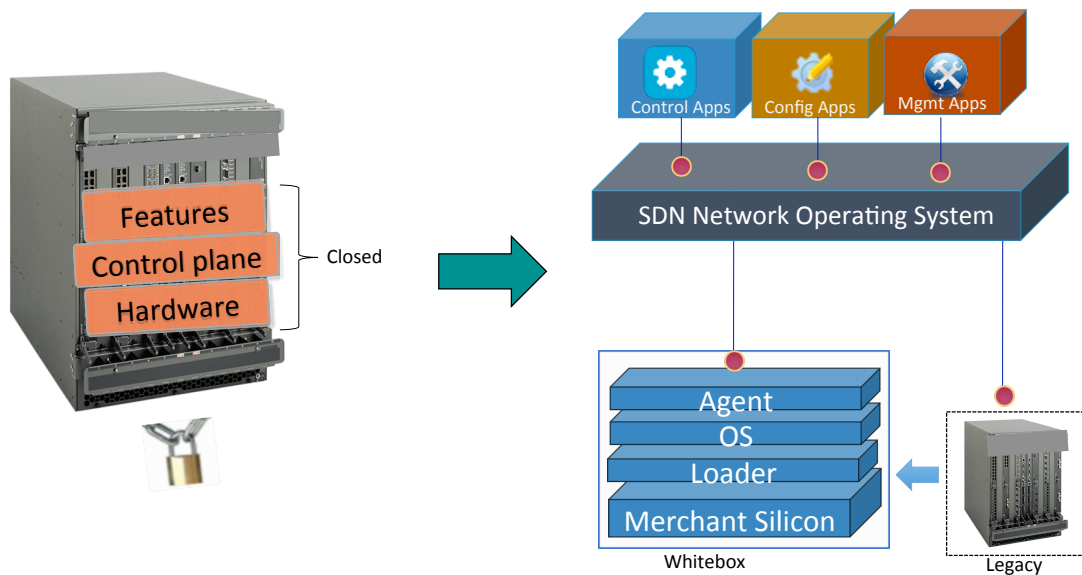 Features
Control plane
Hardware
Closed
Control Apps
Config Apps
Mgmt Apps
SDN Network Operating System
Agent
OS
Loader
Merchant Silicon
Whitebox
Legacy